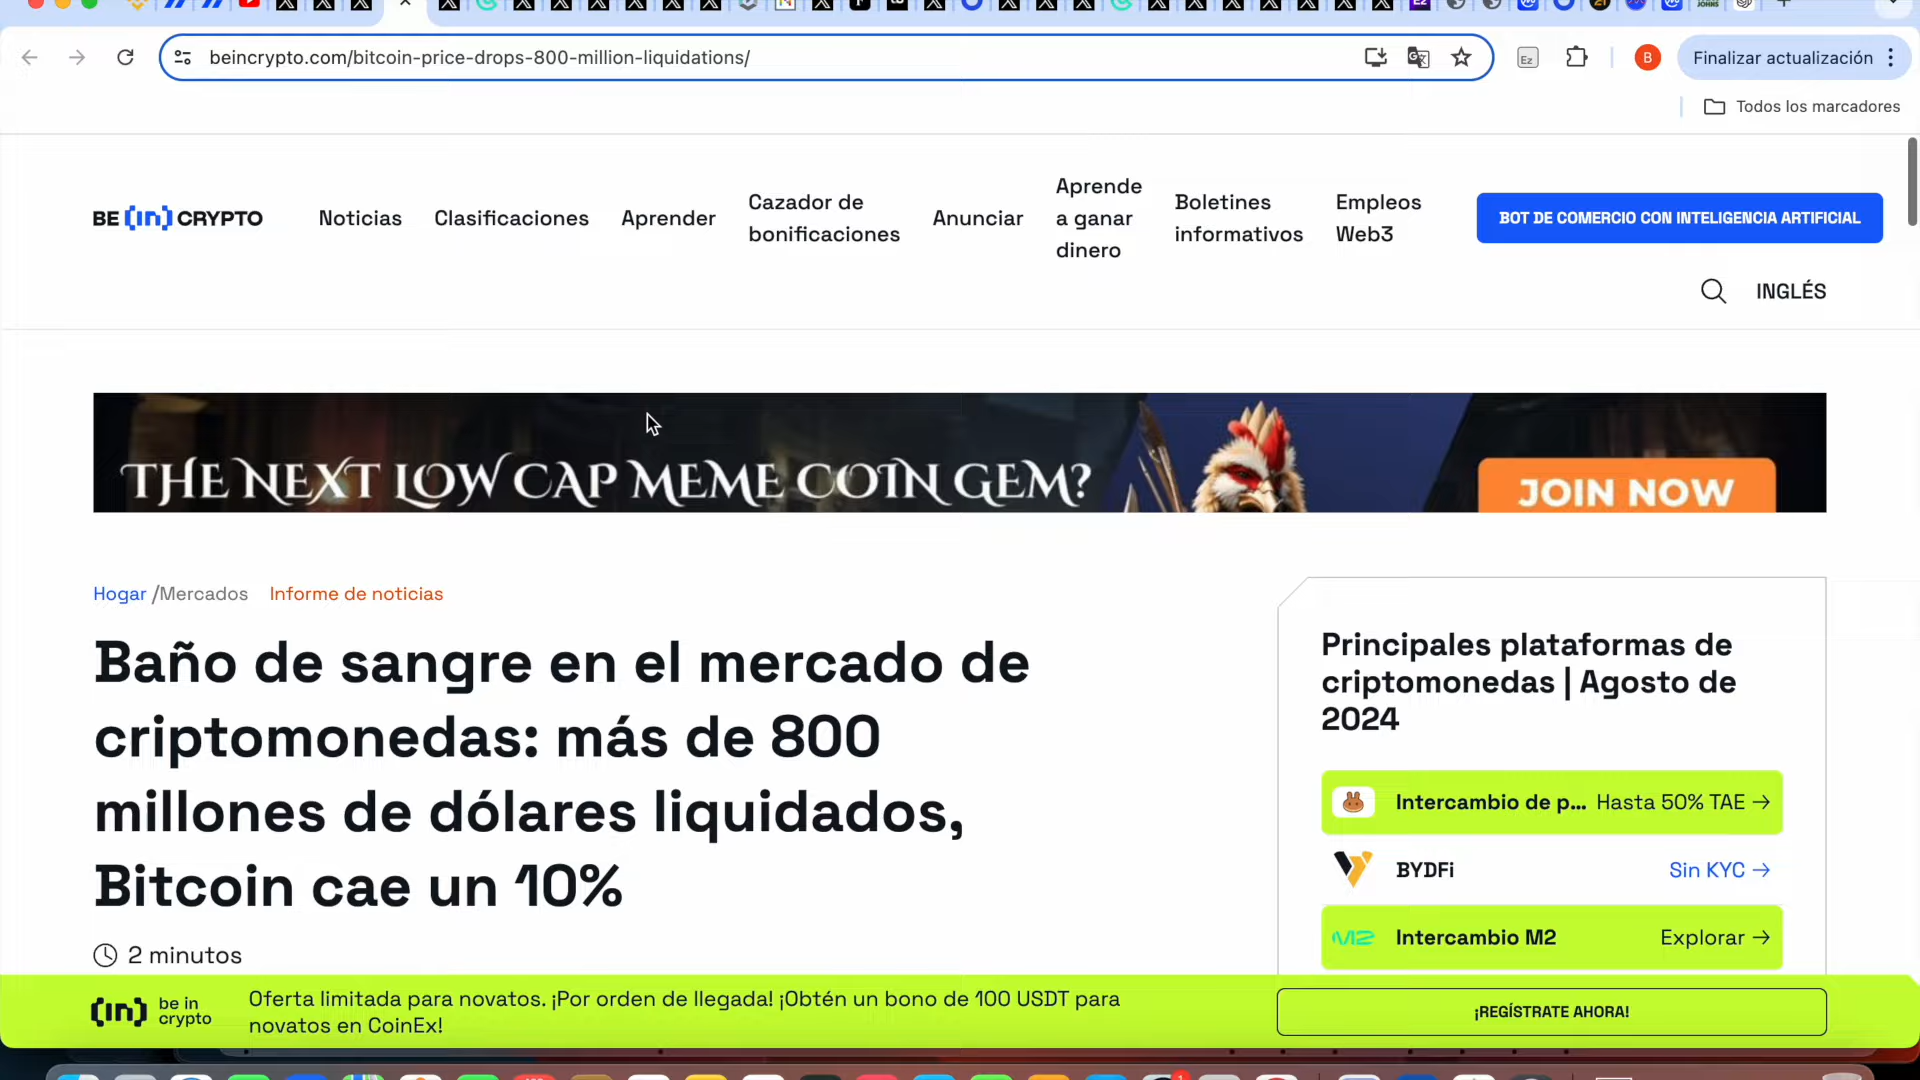 beincrypto.com/bitcoin-price-drops-800-million-liquidations/
Ez
B
Finalizar actualización
Todos los marcadores
BE [in] CRYPTO
Noticias
Clasificaciones
Aprender
Cazador de
bonificaciones
Anunciar
Aprende
a ganar
dinero
Boletines
informativos
Empleos
Web3
BOT DE COMERCIO CON INTELIGENCIA ARTIFICIAL
INGLÉS
THE NEXT LOW CAP MEME COIN GEM?
JOIN NOW
Hogar /Mercados Informe de noticias
Baño de sangre en el mercado de
criptomonedas: más de 800
millones de dólares liquidados,
Bitcoin cae un 10%
2 minutos
Principales plataformas de
criptomonedas | Agosto de
2024
Intercambio de p... Hasta 50% TAE →
BYDFi Sin KYC →
M2 Intercambio M2 Explorar →
[in] be in
crypto
Oferta limitada para novatos. ¡Por orden de llegada! ¡Obtén un bono de 100 USDT para
novatos en CoinEx!
¡REGÍSTRATE AHORA!